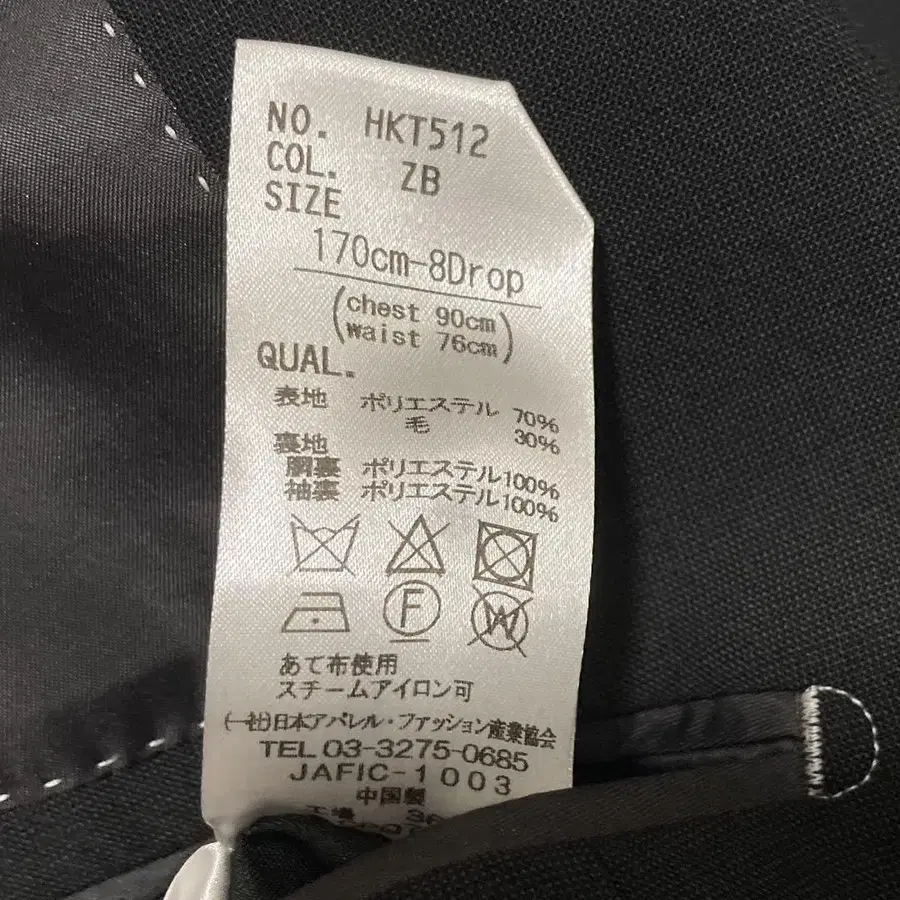 NO. HKT512
COL. ZB
SIZE
170cm-8Drop
(chest 90cm
waist 76cm)
QUAL.
表地 ポリエステル 70%
毛 30%
裏地
胴裏 ポリエステル100%
袖裏 ポリエステル100%
F
W
あて布使用
スチームアイロン可
(一社)日本アパレル・ファッション産業協会
TEL 03-3275-0685
JAFIC-1003
中国製